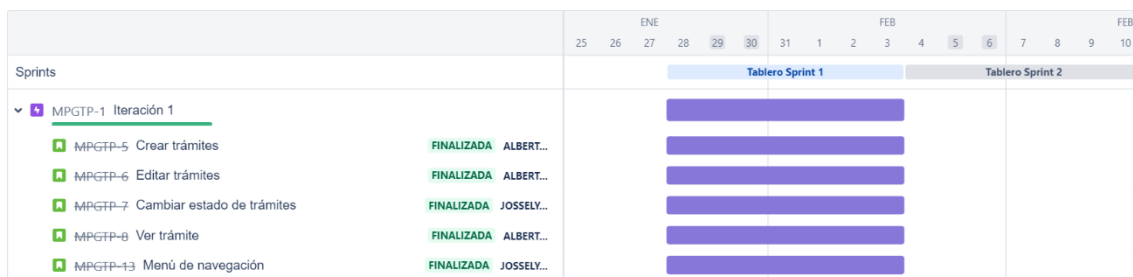 ENE FEB FEB
25 26 27 28 29 30 31 1 2 3 4 5 6 7 8 9 10
Sprints Tablero Sprint 1 Tablero Sprint 2
MPGTP-1 Iteración 1
MPGTP-5 Crear trámites FINALIZADA ALBERT...
MPGTP-6 Editar trámites FINALIZADA ALBERT...
MPGTP-7 Cambiar estado de trámites FINALIZADA JOSSELY...
MPGTP-8 Ver trámite FINALIZADA ALBERT...
MPGTP-13 Menú de navegación FINALIZADA JOSSELY...